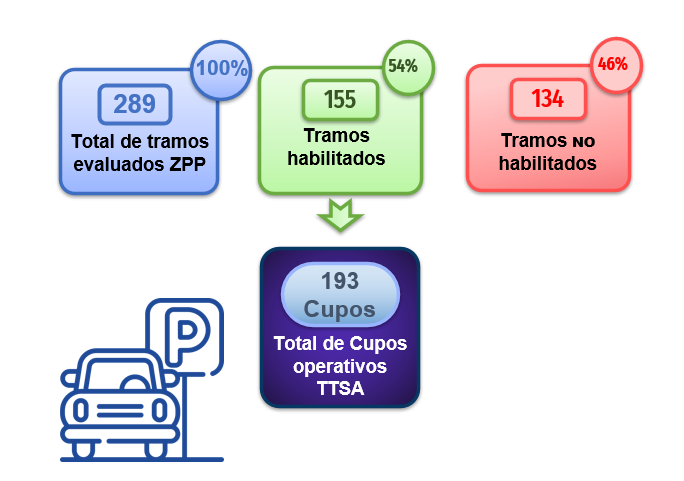 100%
289
Total de tramos
evaluados ZPP
54%
155
Tramos
habilitados
46%
134
Tramos NO
habilitados
193
Cupos
Total de Cupos
operativos
TTSA
P